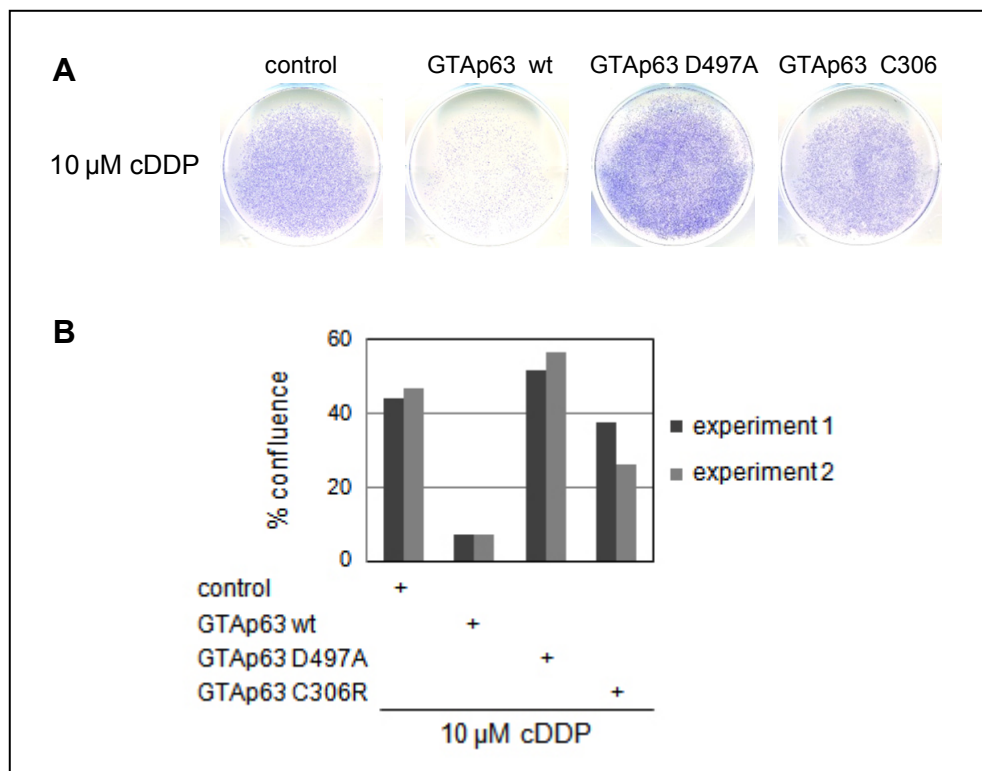 A
control GTAp63 wt GTAp63 D497A GTAp63 C306
10 µM cDDP
B
60
40
20
0
% confluence
experiment 1
experiment 2
control +
GTAp63 wt +
GTAp63 D497A +
GTAp63 C306R +
10 µM cDDP